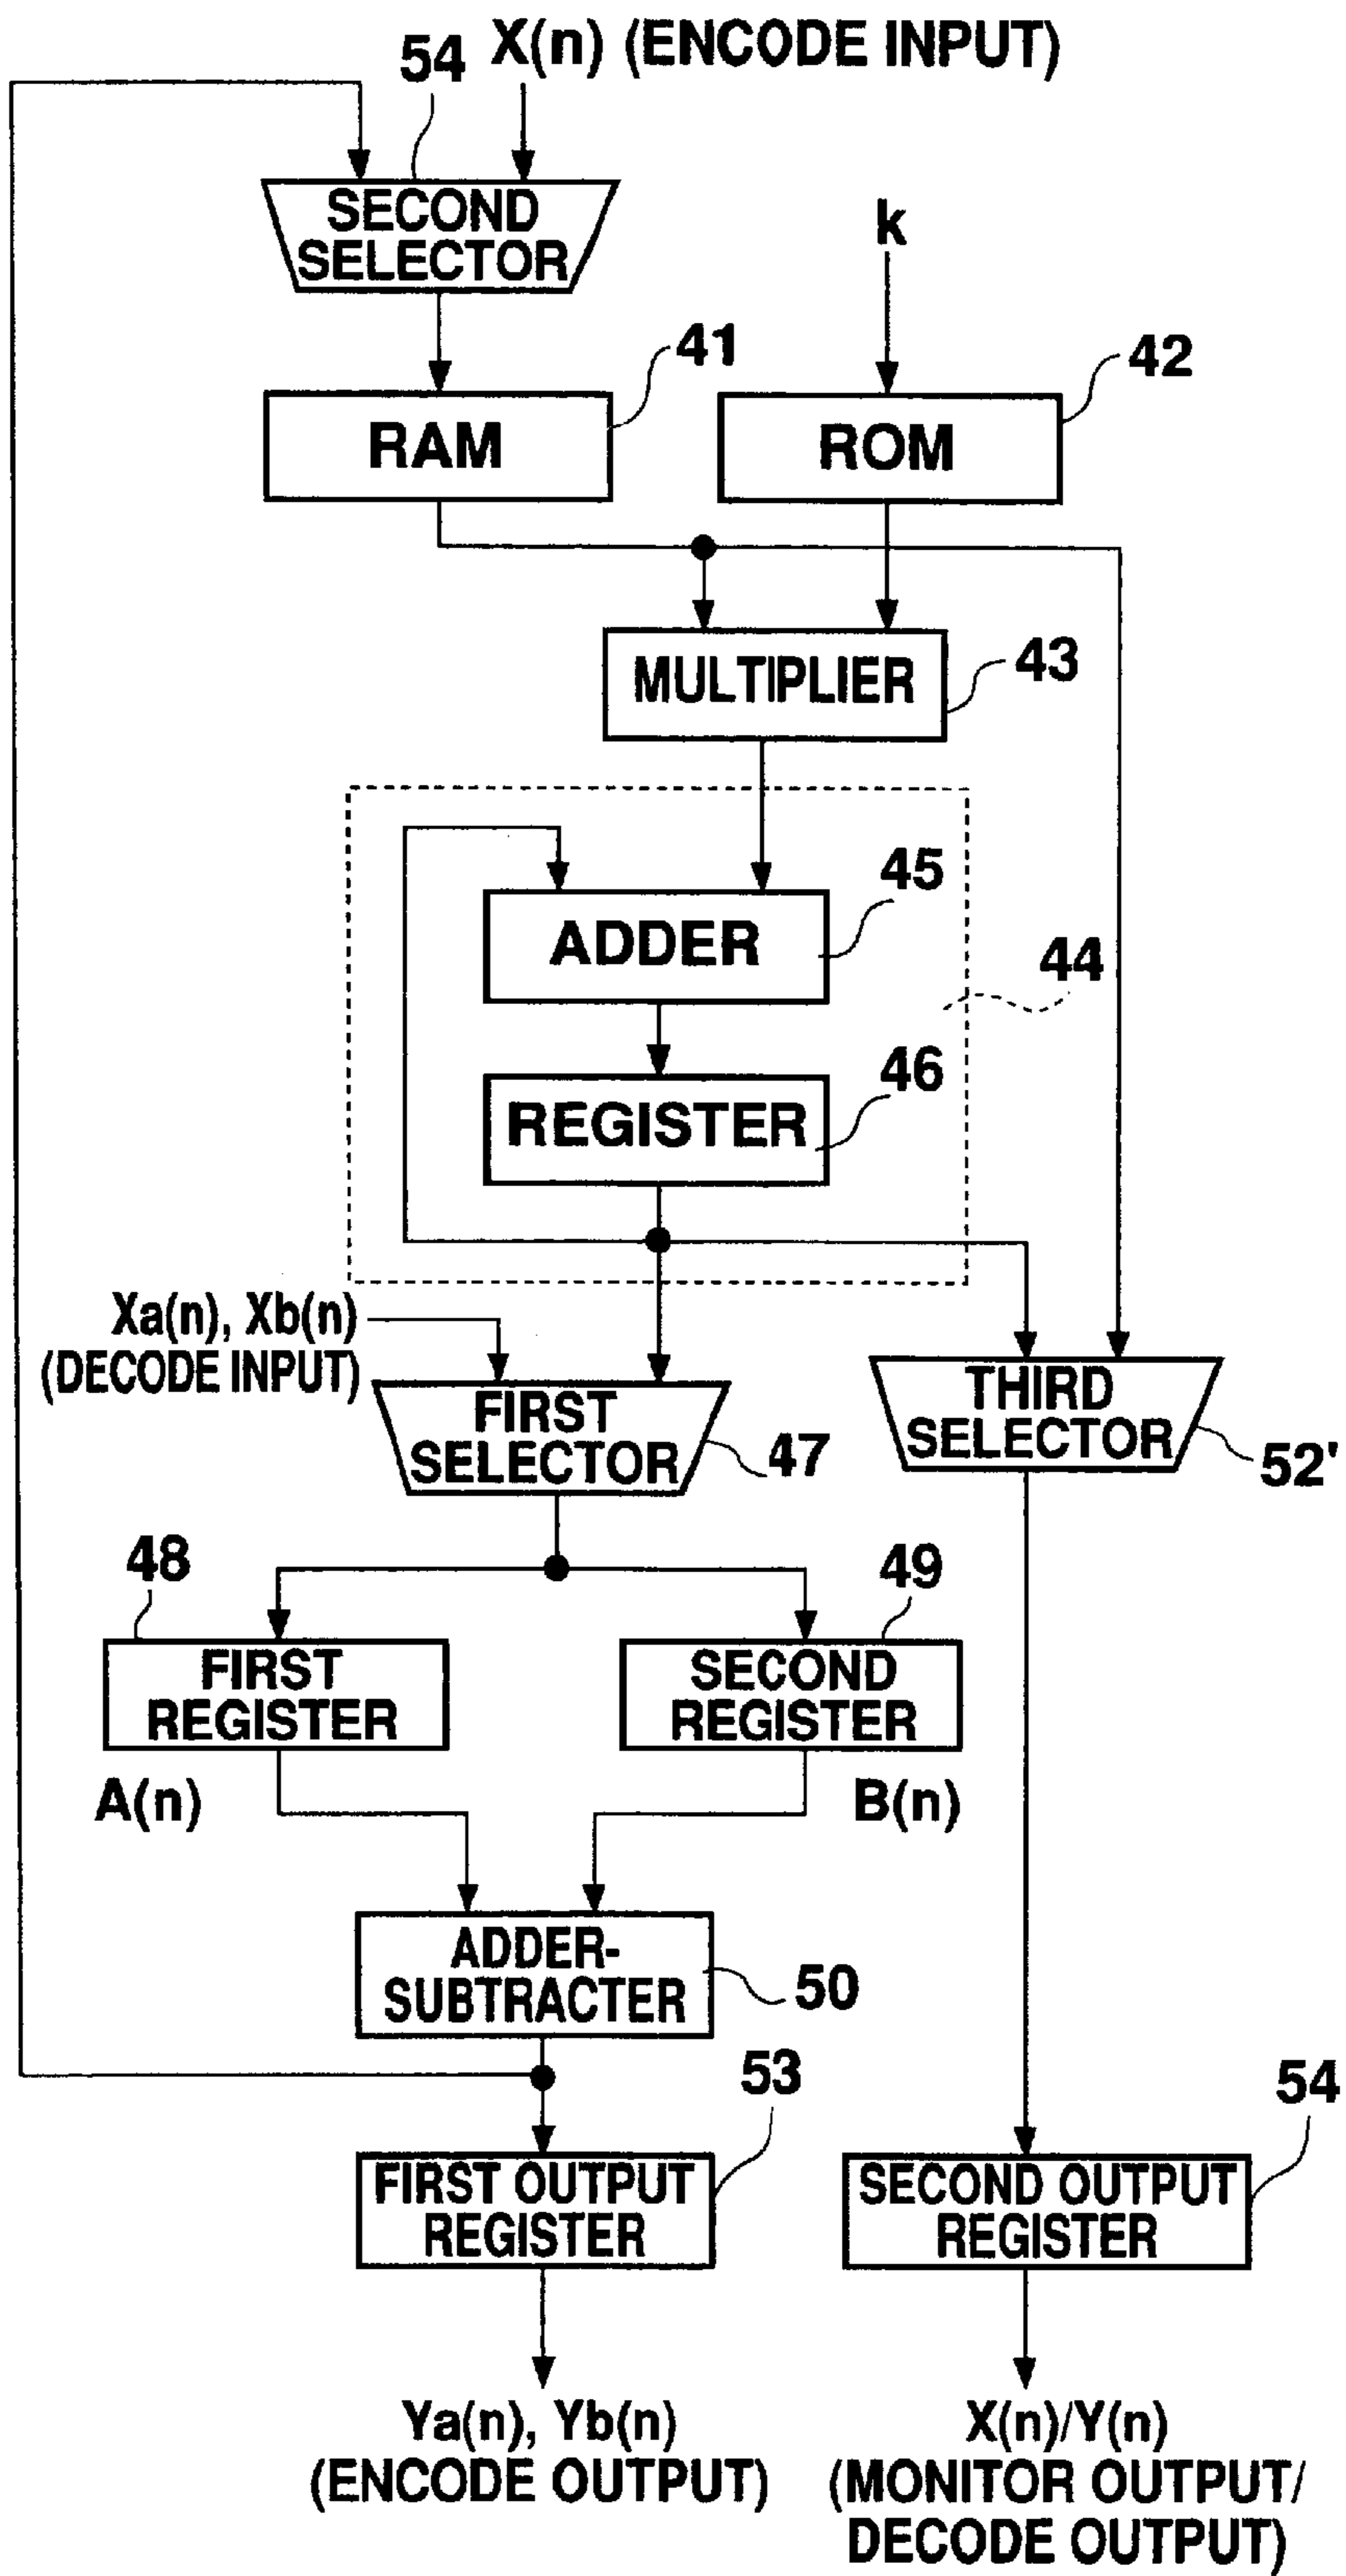 54
X(n) (ENCODE INPUT)
SECOND
SELECTOR
k
41
42
RAM
ROM
MULTIPLIER
43
45
ADDER
44
46
REGISTER
Xa(n), Xb(n)
(DECODE INPUT)
FIRST
SELECTOR
47
THIRD
SELECTOR
52'
48
49
FIRST
REGISTER
SECOND
REGISTER
A(n)
B(n)
ADDER-
SUBTRACTER
50
53
54
FIRST OUTPUT
REGISTER
SECOND OUTPUT
REGISTER
Ya(n), Yb(n)
(ENCODE OUTPUT)
X(n)/Y(n)
(MONITOR OUTPUT/
DECODE OUTPUT)